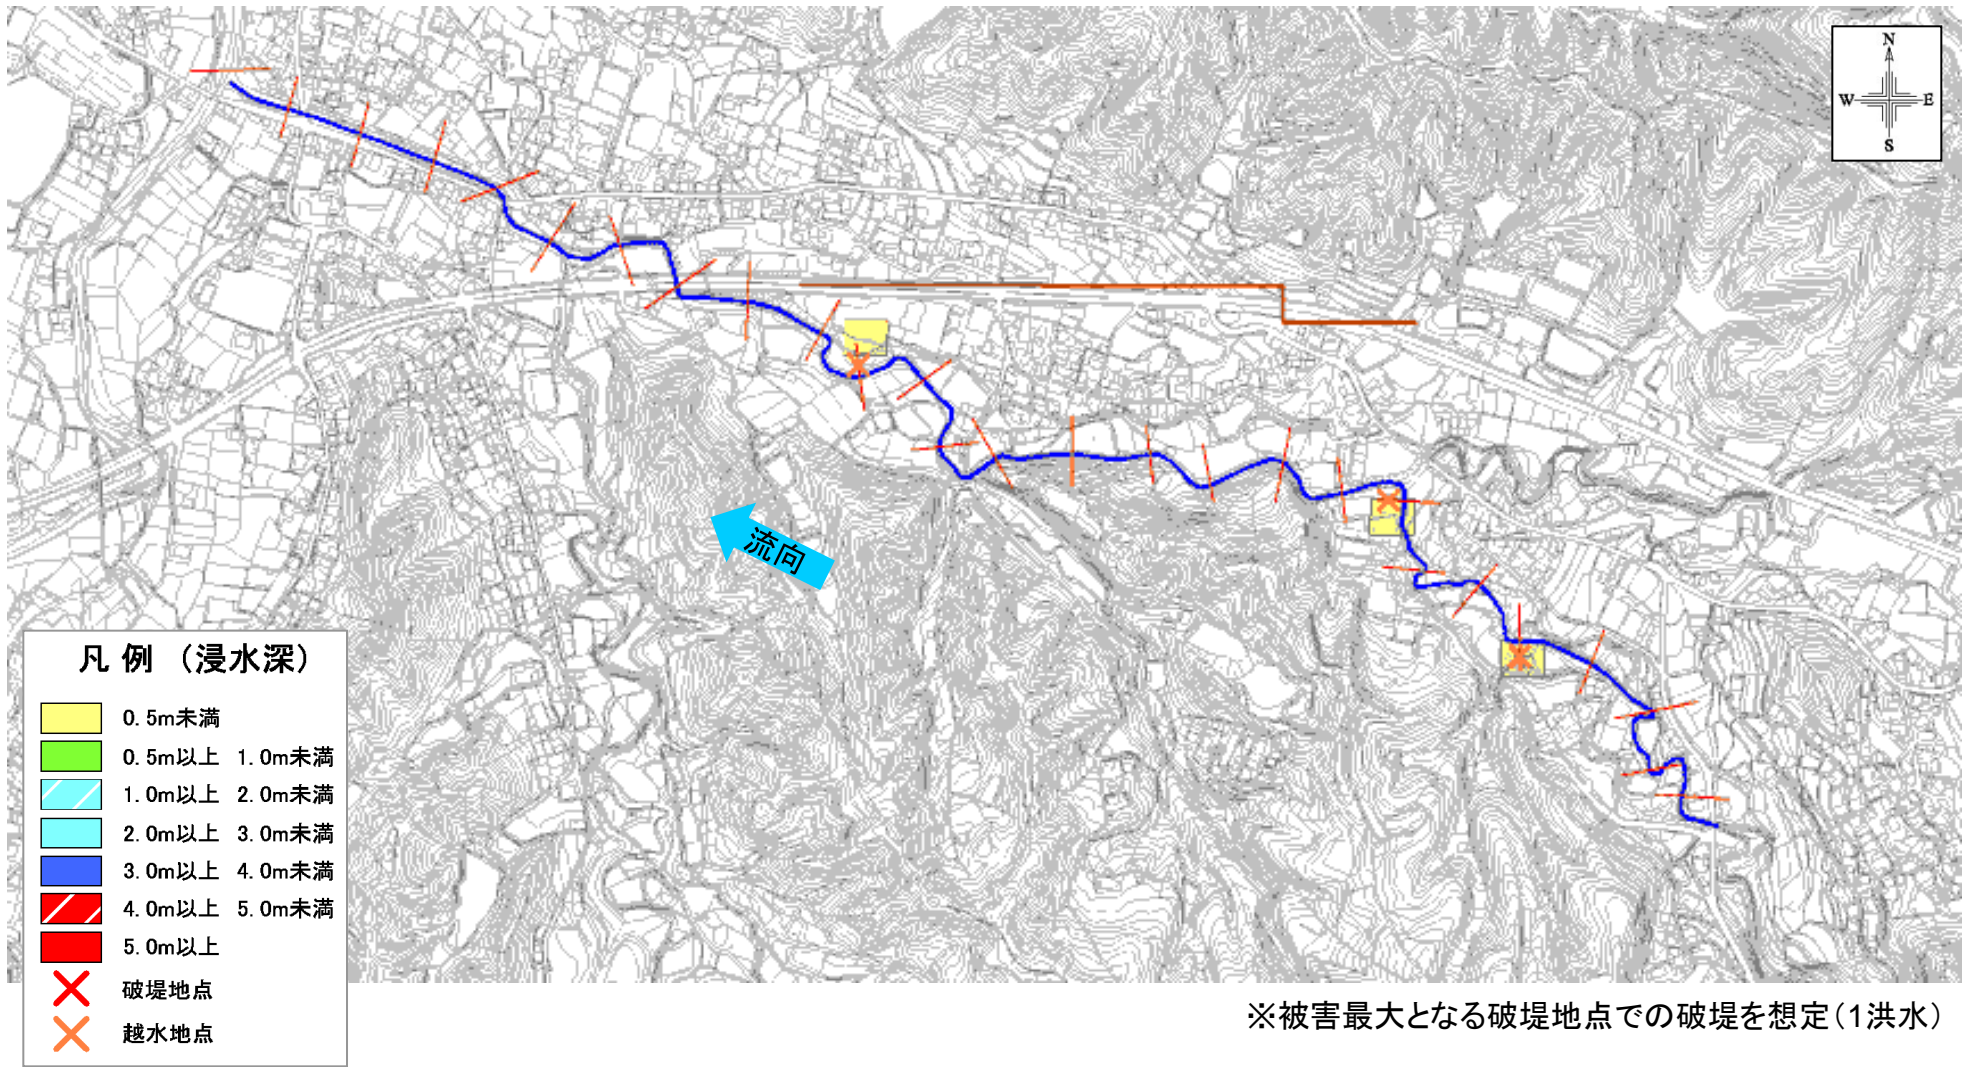 N
W E
S
流向
凡 例 （浸水深）
0.5m未満
0.5m以上 1.0m未満
1.0m以上 2.0m未満
2.0m以上 3.0m未満
3.0m以上 4.0m未満
4.0m以上 5.0m未満
5.0m以上
破堤地点
越水地点
※被害最大となる破堤地点での破堤を想定（1洪水）